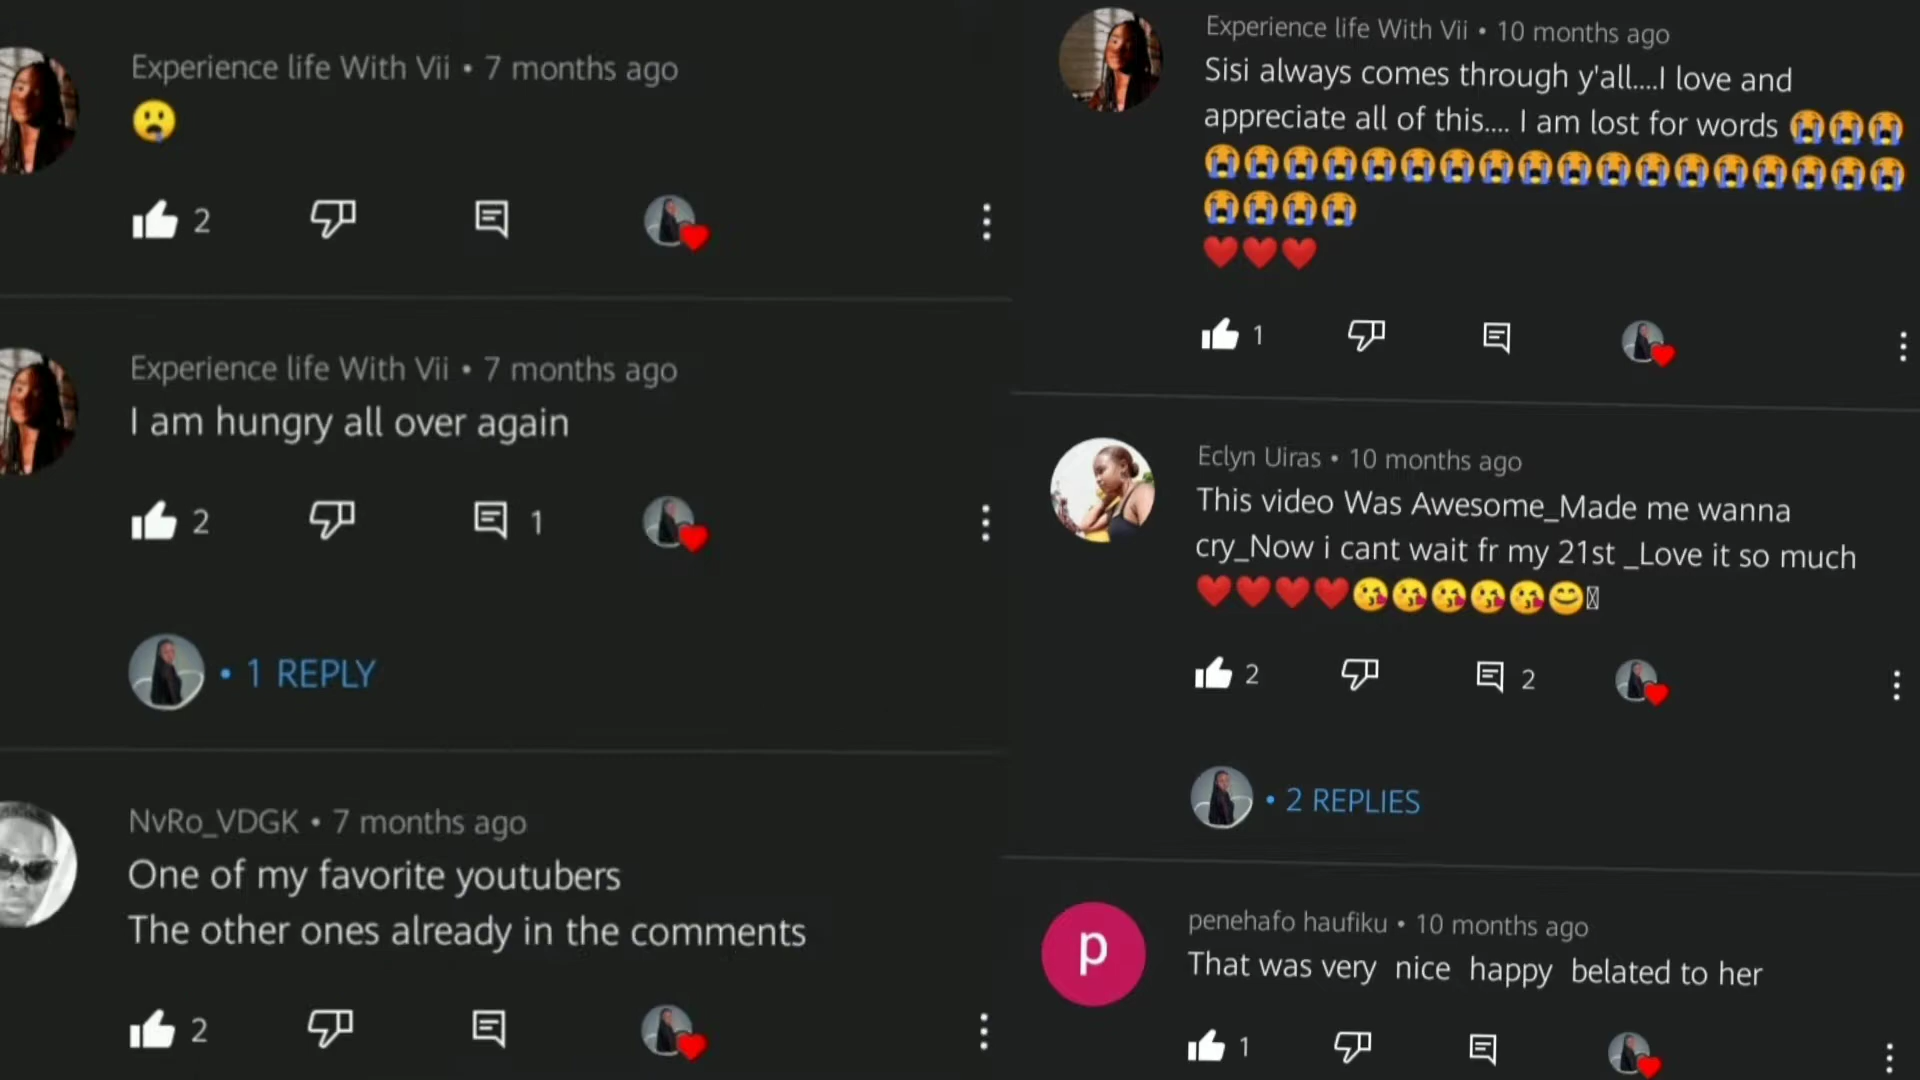 Experience life With Vii • 7 months ago
😮
2
Experience life With Vii • 7 months ago
I am hungry all over again
2
1
• 1 REPLY
NvRo_VDGK • 7 months ago
One of my favorite youtubers
The other ones already in the comments
2
Experience life With Vii • 10 months ago
Sisi always comes through y'all....I love and
appreciate all of this.... I am lost for words 😭😭😭
😭😭😭😭😭😭😭😭😭😭😭😭😭😭😭😭😭😭
😭😭😭😭
❤️❤️❤️
1
Eclyn Uiras • 10 months ago
This video Was Awesome_Made me wanna
cry_Now i cant wait fr my 21st _Love it so much
❤️❤️❤️❤️😘😘😘😘😘😊
2
2
• 2 REPLIES
p
penehafo haufiku • 10 months ago
That was very nice happy belated to her
1